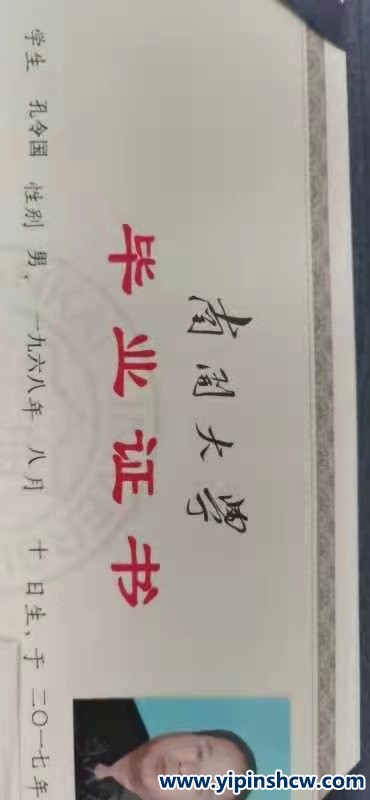 南开大学
毕业证书
学生 孔令国 性别 男，一九六八年 八月 十日生、于 二〇一七年
www.yipinshcw.com